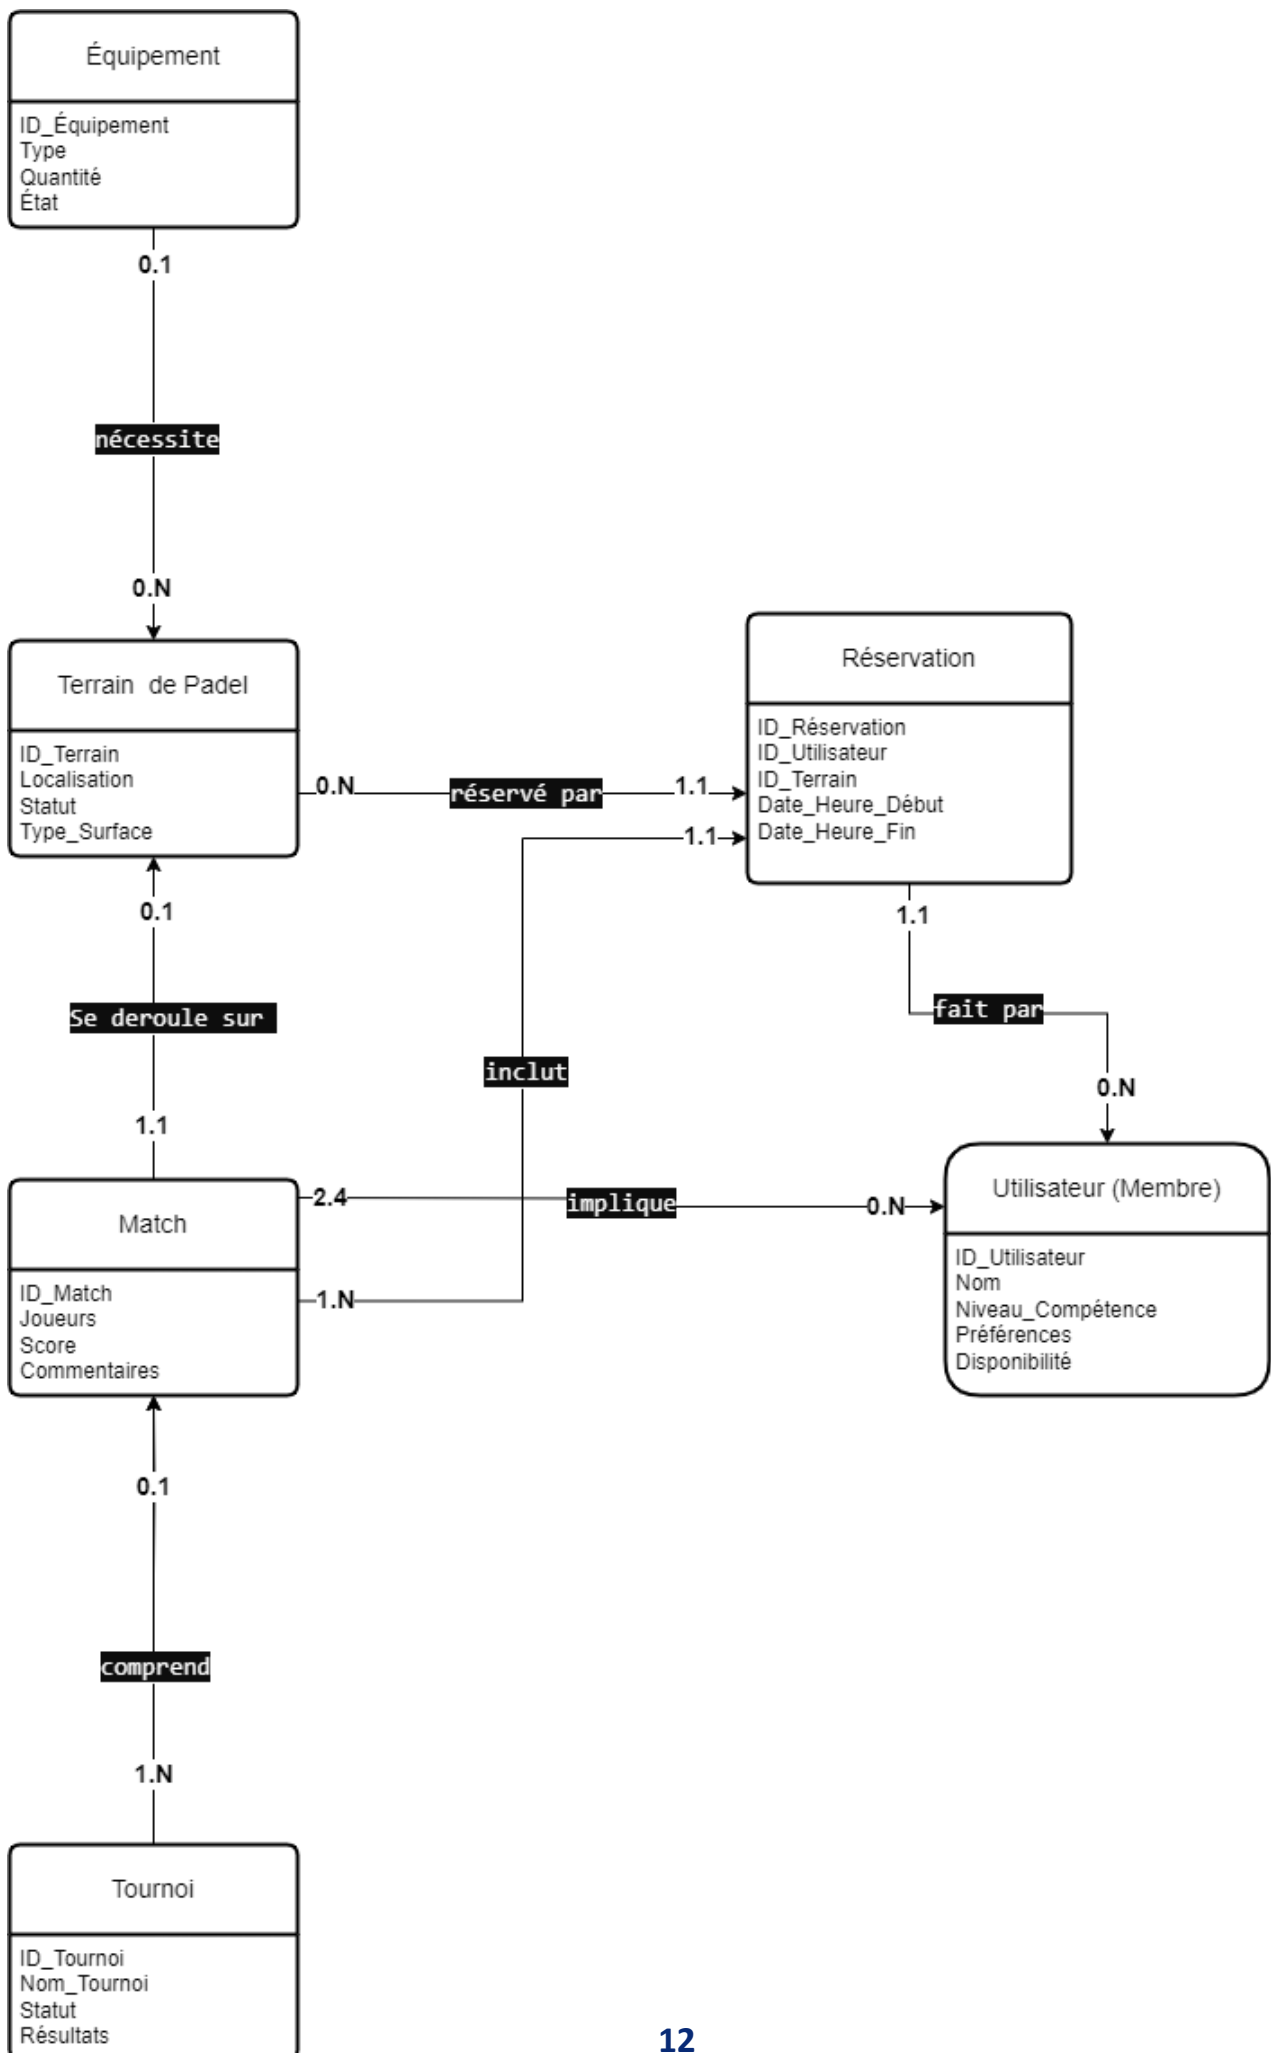 Équipement
ID_Équipement
Type
Quantité
État
0.1
nécessite
0.N
Terrain  de Padel
ID_Terrain
Localisation
Statut
Type_Surface
0.N
réservé par
1.1
Réservation
ID_Réservation
ID_Utilisateur
ID_Terrain
Date_Heure_Début
Date_Heure_Fin
1.1
1.1
fait par
0.N
0.1
Se deroule sur
1.1
inclut
Match
ID_Match
Joueurs
Score
Commentaires
2.4
implique
0.N
1.N
Utilisateur (Membre)
ID_Utilisateur
Nom
Niveau_Compétence
Préférences
Disponibilité
0.1
comprend
1.N
Tournoi
ID_Tournoi
Nom_Tournoi
Statut
Résultats
12